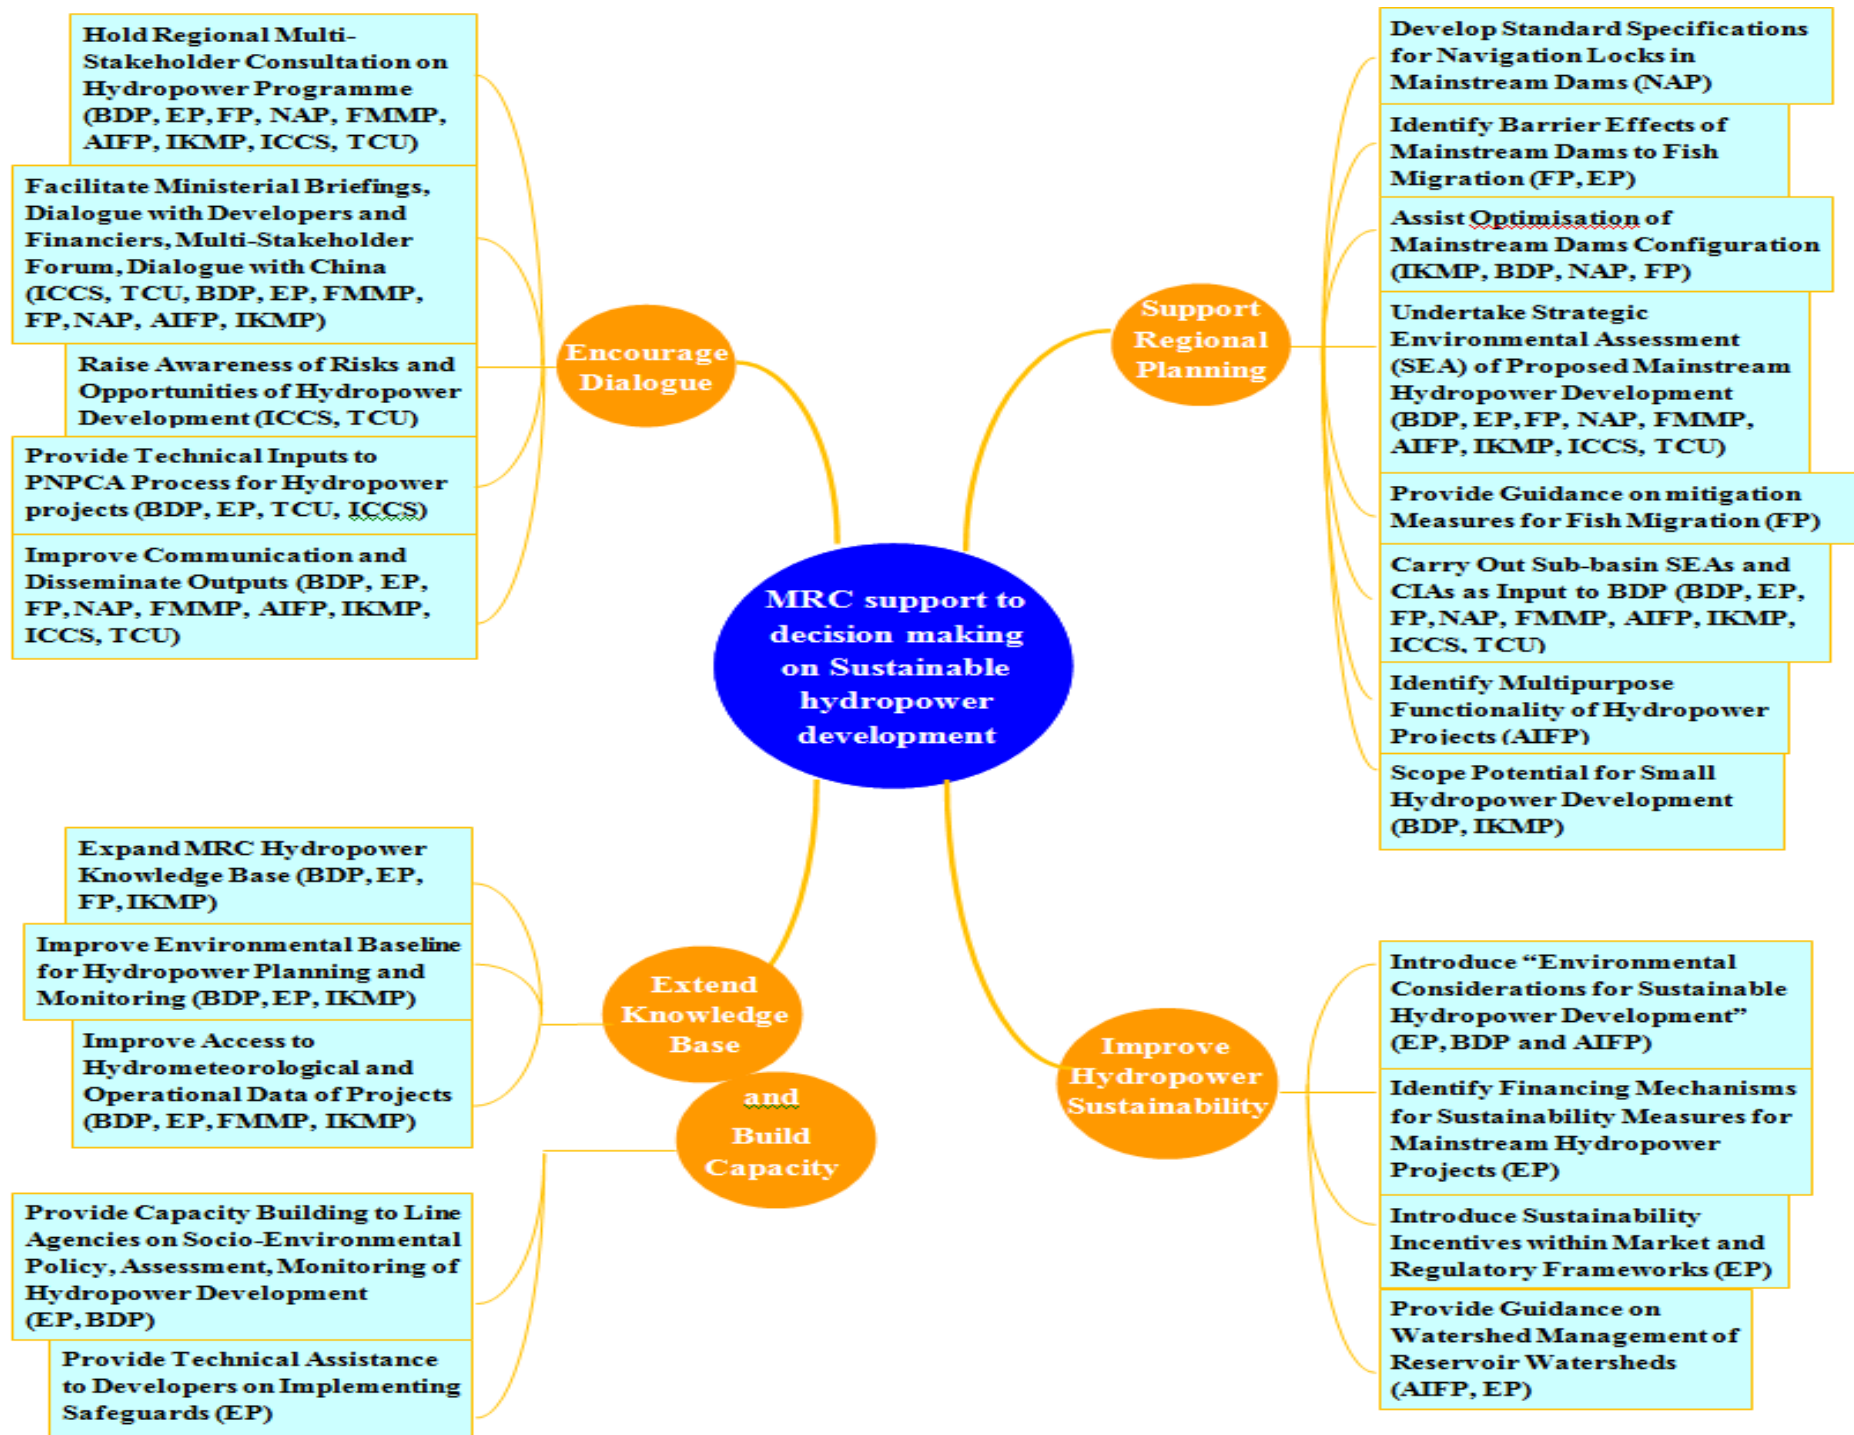 Hold Regional Multi-
Stakeholder Consultation on
Hydropower Programme
(BDP, EP, FP, NAP, FMMP,
AIFP, IKMP, ICCS, TCU)
Facilitate Ministerial Briefings,
Dialogue with Developers and
Financiers, Multi-Stakeholder
Forum, Dialogue with China
(ICCS, TCU, BDP, EP, FMMP,
FP, NAP, AIFP, IKMP)
Raise Awareness of Risks and
Opportunities of Hydropower
Development (ICCS, TCU)
Provide Technical Inputs to
PNPCA Process for Hydropower
projects (BDP, EP, TCU, ICCS)
Improve Communication and
Disseminate Outputs (BDP, EP,
FP, NAP, FMMP, AIFP, IKMP,
ICCS, TCU)
Encourage
Dialogue
Support
Regional
Planning
Develop Standard Specifications
for Navigation Locks in
Mainstream Dams (NAP)
Identify Barrier Effects of
Mainstream Dams to Fish
Migration (FP, EP)
Assist Optimisation of
Mainstream Dams Configuration
(IKMP, BDP, NAP, FP)
Undertake Strategic
Environmental Assessment
(SEA) of Proposed Mainstream
Hydropower Development
(BDP, EP, FP, NAP, FMMP,
AIFP, IKMP, ICCS, TCU)
Provide Guidance on mitigation
Measures for Fish Migration (FP)
Carry Out Sub-basin SEAs and
CIAs as Input to BDP (BDP, EP,
FP, NAP, FMMP, AIFP, IKMP,
ICCS, TCU)
Identify Multipurpose
Functionality of Hydropower
Projects (AIFP)
Scope Potential for Small
Hydropower Development
(BDP, IKMP)
MRC support to
decision making
on Sustainable
hydropower
development
Expand MRC Hydropower
Knowledge Base (BDP, EP,
FP, IKMP)
Improve Environmental Baseline
for Hydropower Planning and
Monitoring (BDP, EP, IKMP)
Improve Access to
Hydrometeorological and
Operational Data of Projects
(BDP, EP, FMMP, IKMP)
Extend
Knowledge
Base
and
Build
Capacity
Provide Capacity Building to Line
Agencies on Socio-Environmental
Policy, Assessment, Monitoring of
Hydropower Development
(EP, BDP)
Provide Technical Assistance
to Developers on Implementing
Safeguards (EP)
Improve
Hydropower
Sustainability
Introduce “Environmental
Considerations for Sustainable
Hydropower Development”
(EP, BDP and AIFP)
Identify Financing Mechanisms
for Sustainability Measures for
Mainstream Hydropower
Projects (EP)
Introduce Sustainability
Incentives within Market and
Regulatory Frameworks (EP)
Provide Guidance on
Watershed Management of
Reservoir Watersheds
(AIFP, EP)